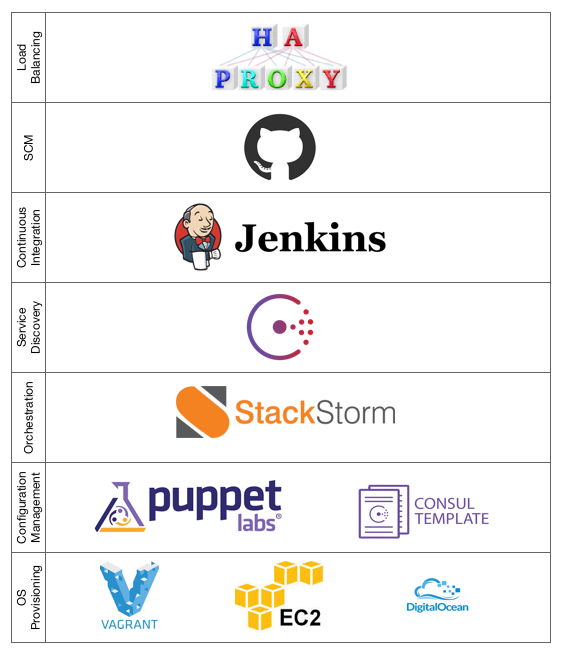 Load
Balancing
HA
PROXY
SCM
Continuous
Integration
Jenkins
Service
Discovery
Orchestration
StackStorm
Configuration
Management
puppet
labs®
CONSUL
TEMPLATE
OS
Provisioning
VAGRANT
EC2
DigitalOcean